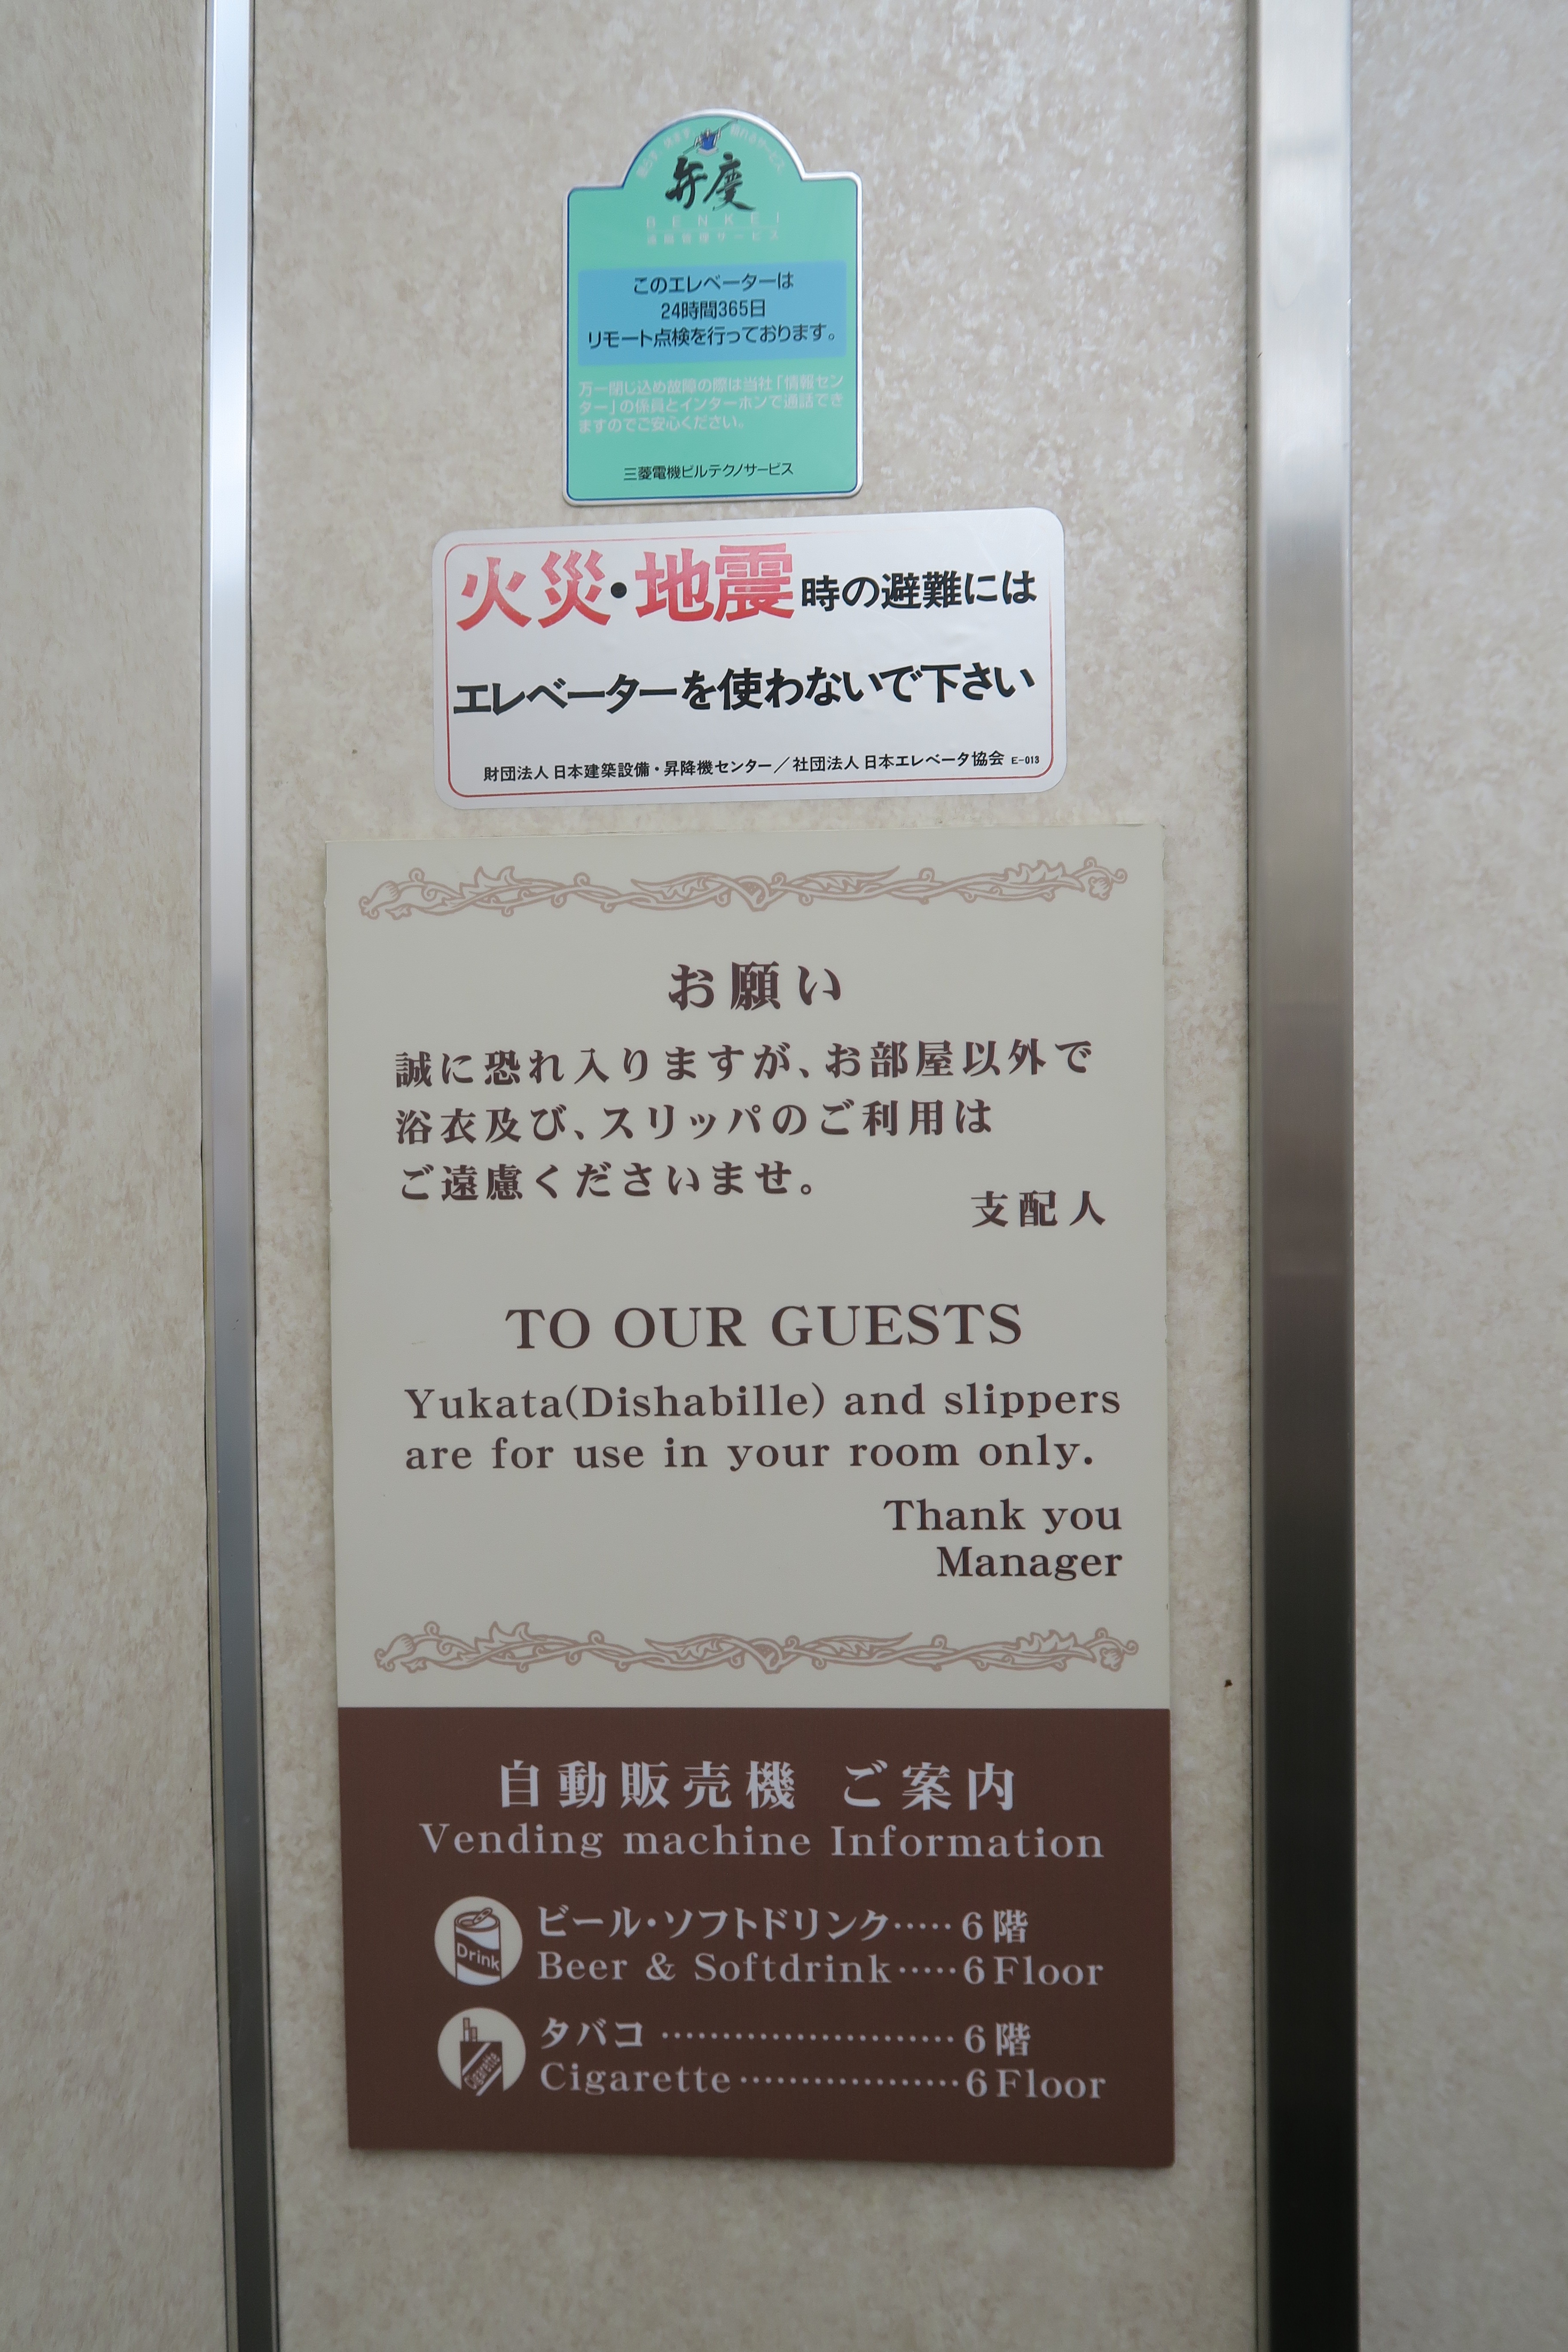 弁慶
BENKEI
遠隔管理サービス
このエレベーターは
24時間365日
リモート点検を行っております。
万一閉じ込め故障の際は当社「情報セン
ター」の係員とインターホンで通話でき
ますのでご安心ください。
三菱電機ビルテクノサービス
火災・地震時の避難には
エレベーターを使わないで下さい
財団法人 日本建築設備・昇降機センター／社団法人 日本エレベータ協会 E-013
お願い
誠に恐れ入りますが、お部屋以外で
浴衣及び、スリッパのご利用は
ご遠慮くださいませ。
支配人
TO OUR GUESTS
Yukata(Dishabille) and slippers
are for use in your room only.
Thank you
Manager
自動販売機 ご案内
Vending machine Information
Drink
ビール・ソフトドリンク……6階
Beer & Softdrink……6Floor
Cigarette
タバコ……………………6階
Cigarette…………………6Floor